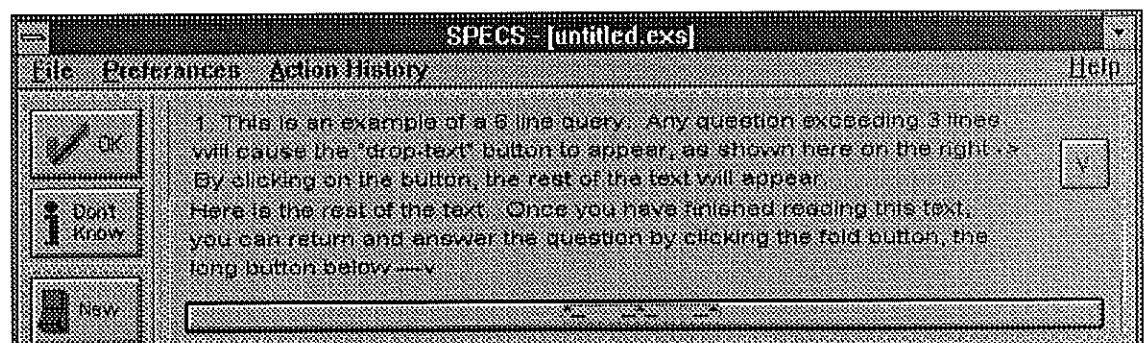 SPECS - [untitled.exs]
File Preferances Action History Help
OK
Don't
Know
New
1. This is an example of a 6 line query. Any question exceeding 3 lines
will cause the "drop-text" button to appear, as shown here on the right ->
By clicking on the button, the rest of the text will appear
Here is the rest of the text. Once you have finished reading this text,
you can return and answer the question by clicking the fold button, the
long button below ----v